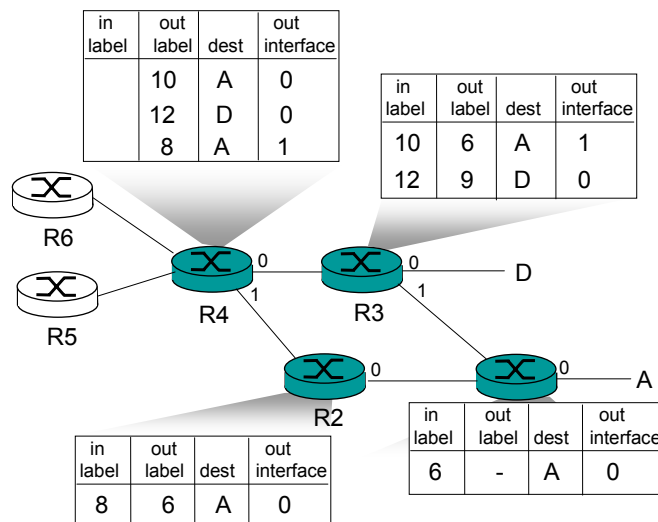 in out dest out
label label interface
10 A 0
12 D 0
8 A 1
in out dest out
label label interface
10 6 A 1
12 9 D 0
R6
0 0 D
R5 R4 1 R3 1
0 0 A
R2
in out dest out
label label interface
6 - A 0
in out dest out
label label interface
8 6 A 0